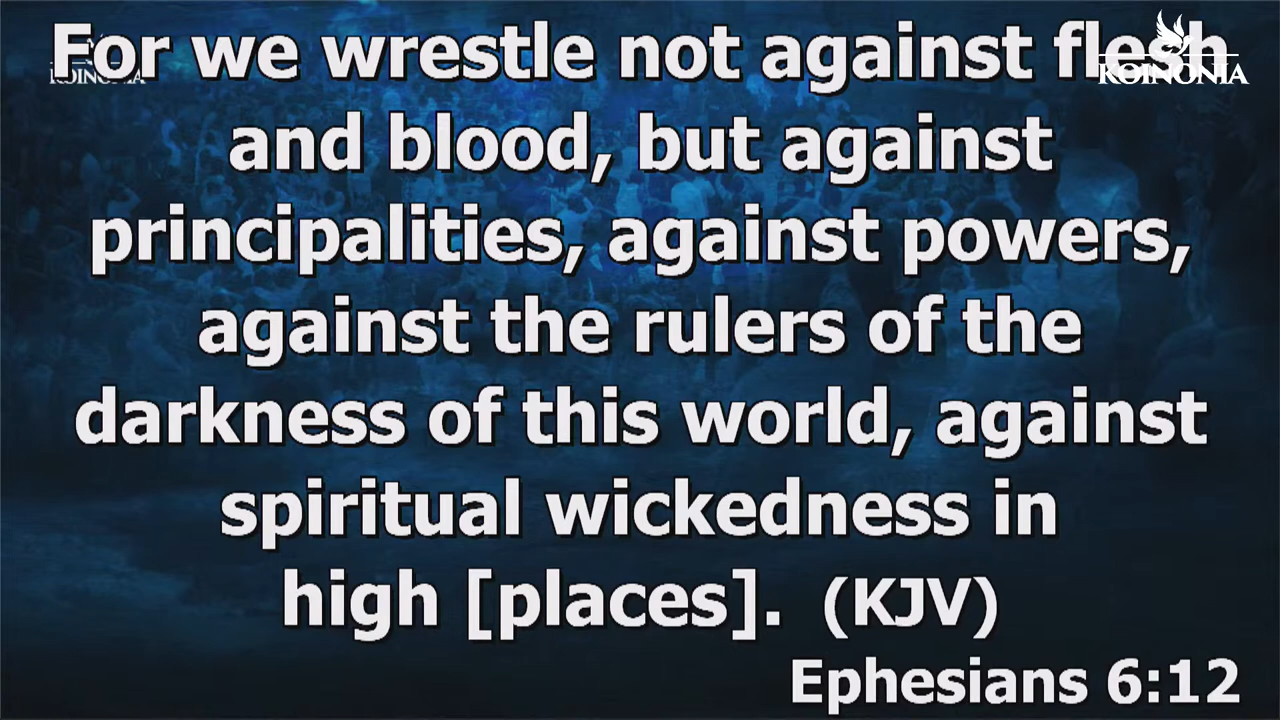 For we wrestle not against flesh
and blood, but against
principalities, against powers,
against the rulers of the
darkness of this world, against
spiritual wickedness in
high [places]. (KJV)
Ephesians 6:12
KOINONIA
KOINONIA